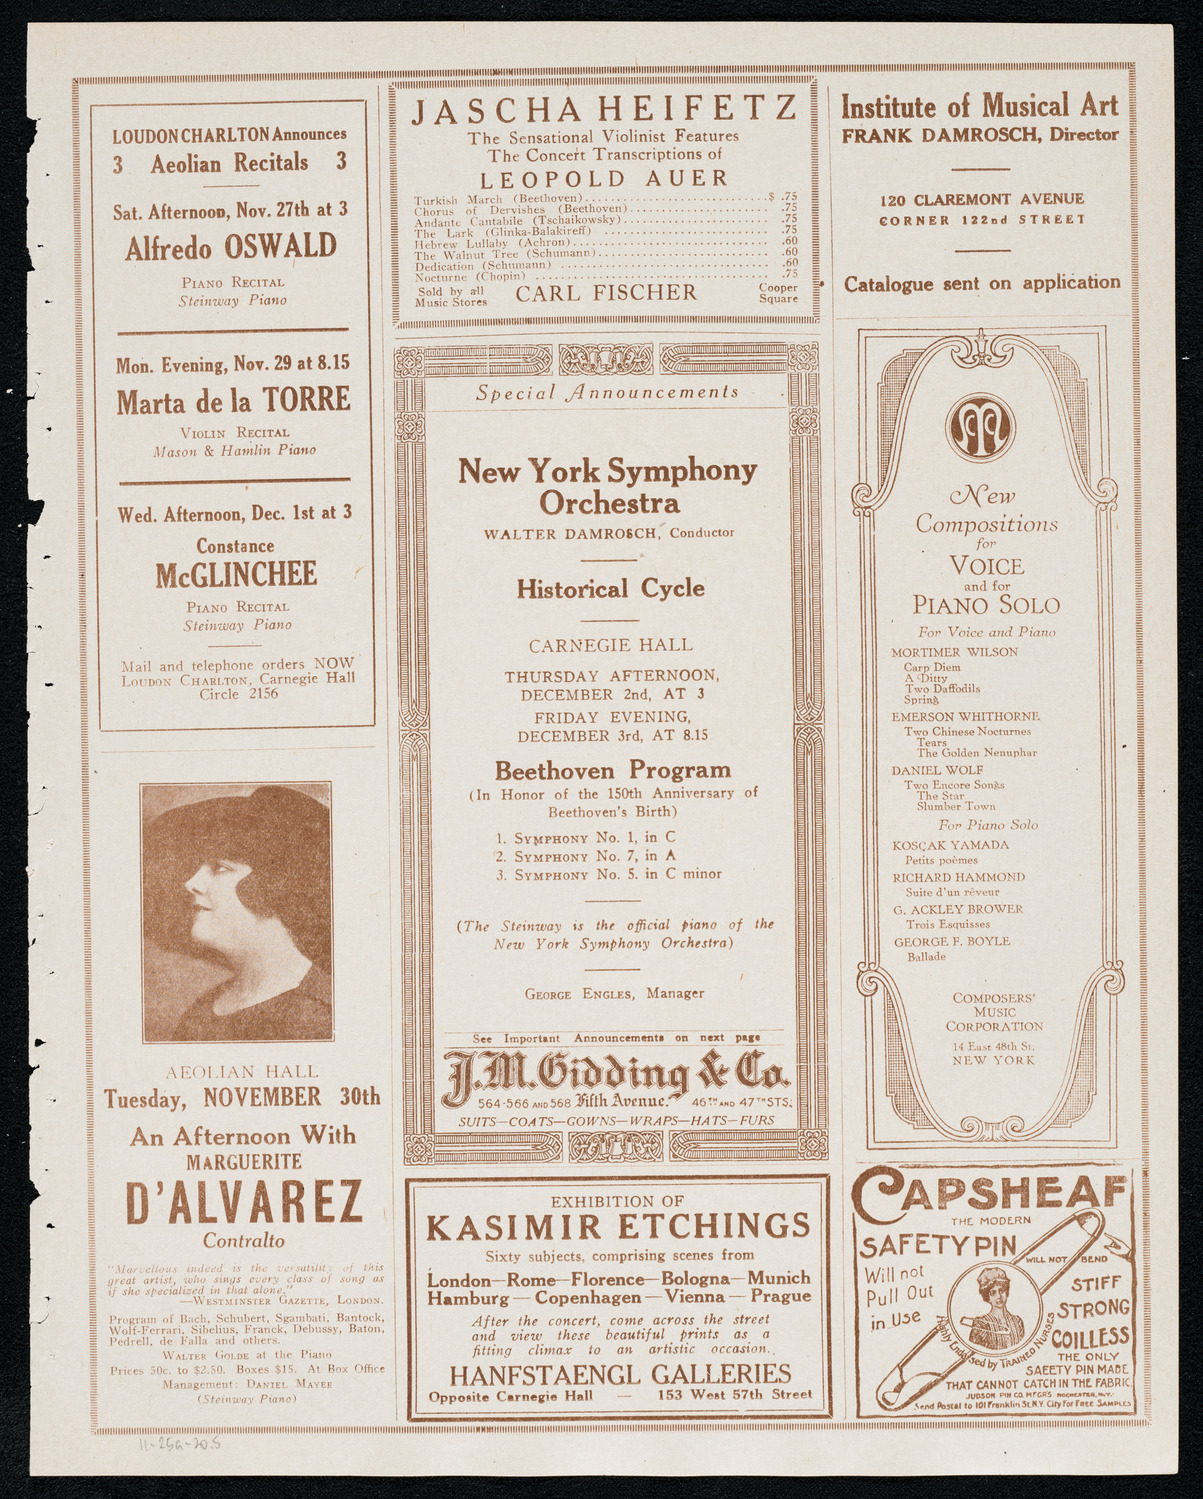 LOUDON CHARLTON Announces
3 Aeolian Recitals 3
Sat. Afternoon, Nov. 27th at 3
Alfredo OSWALD
PIANO RECITAL
Steinway Piano
Mon. Evening, Nov. 29 at 8.15
Marta de la TORRE
VIOLIN RECITAL
Mason & Hamlin Piano
Wed. Afternoon, Dec. 1st at 3
Constance
McGLINCHEE
PIANO RECITAL
Steinway Piano
Mail and telephone orders NOW
LOUDON CHARLTON, Carnegie Hall
Circle 2156
AEOLIAN HALL
Tuesday, NOVEMBER 30th
An Afternoon With
MARGUERITE
D'ALVAREZ
Contralto
"Marvellous indeed is the versatility of this
great artist, who sings every class of song as
if she specialized in that alone."
—WESTMINSTER GAZETTE, LONDON.
Program of Bach, Schubert, Sgambati, Bantock,
Wolf-Ferrari, Sibelius, Franck, Debussy, Baton,
Pedrell, de Falla and others.
WALTER GOLDE at the Piano
Prices 50c. to $2.50. Boxes $15. At Box Office
Management: DANIEL MAYER
(Steinway Piano)
JASCHA HEIFETZ
The Sensational Violinist Features
The Concert Transcriptions of
LEOPOLD AUER
Turkish March (Beethoven)........................$ .75
Chorus of Dervishes (Beethoven)...................... .75
Andante Cantabile (Tschaikowsky)..................... .75
The Lark (Glinka-Balakireff) ........................ .75
Hebrew Lullaby (Achron).............................. .60
The Walnut Tree (Schumann)........................... .60
Dedication (Schumann) ............................... .60
Nocturne (Chopin) ................................... .75
Sold by all Music Stores CARL FISCHER Cooper Square
Special Announcements
New York Symphony
Orchestra
WALTER DAMROSCH, Conductor
Historical Cycle
CARNEGIE HALL
THURSDAY AFTERNOON,
DECEMBER 2nd, AT 3
FRIDAY EVENING,
DECEMBER 3rd, AT 8.15
Beethoven Program
(In Honor of the 150th Anniversary of
Beethoven's Birth)
1. SYMPHONY No. 1, in C
2. SYMPHONY No. 7, in A
3. SYMPHONY No. 5. in C minor
(The Steinway is the official piano of the
New York Symphony Orchestra)
GEORGE ENGLES, Manager
See Important Announcements on next page
J.M. Gidding & Co.
564-566 AND 568 Fifth Avenue. 46TH AND 47TH STS.
SUITS—COATS—GOWNS—WRAPS—HATS—FURS
EXHIBITION OF
KASIMIR ETCHINGS
Sixty subjects, comprising scenes from
London—Rome—Florence—Bologna—Munich
Hamburg—Copenhagen—Vienna—Prague
After the concert, come across the street
and view these beautiful prints as a
fitting climax to an artistic occasion.
HANFSTAENGL GALLERIES
Opposite Carnegie Hall — 153 West 57th Street
Institute of Musical Art
FRANK DAMROSCH, Director
120 CLAREMONT AVENUE
CORNER 122nd STREET
Catalogue sent on application
New
Compositions
for
VOICE
and for
PIANO SOLO
For Voice and Piano
MORTIMER WILSON
Carp Diem
A Ditty
Two Daffodils
Spring
EMERSON WHITHORNE
Two Chinese Nocturnes
Tears
The Golden Nenuphar
DANIEL WOLF
Two Encore Songs
The Star
Slumber Town
For Piano Solo
KOSÇAK YAMADA
Petits poèmes
RICHARD HAMMOND
Suite d'un rêveur
G. ACKLEY BROWER
Trois Esquisses
GEORGE F. BOYLE
Ballade
COMPOSERS'
MUSIC
CORPORATION
14 East 48th St.
NEW YORK
CAPSHEAF
THE MODERN
SAFETY PIN
WILL NOT BEND
Will not
Pull Out
in Use
STIFF
STRONG
COILLESS
Highly Endorsed by TRAINED NURSES
THE ONLY
SAFETY PIN MADE
THAT CANNOT CATCH IN THE FABRIC.
JUDSON PIN CO. MFGRS ROCHESTER, N.Y.
Send Postal to 101 Franklin St. N.Y. City for FREE SAMPLES